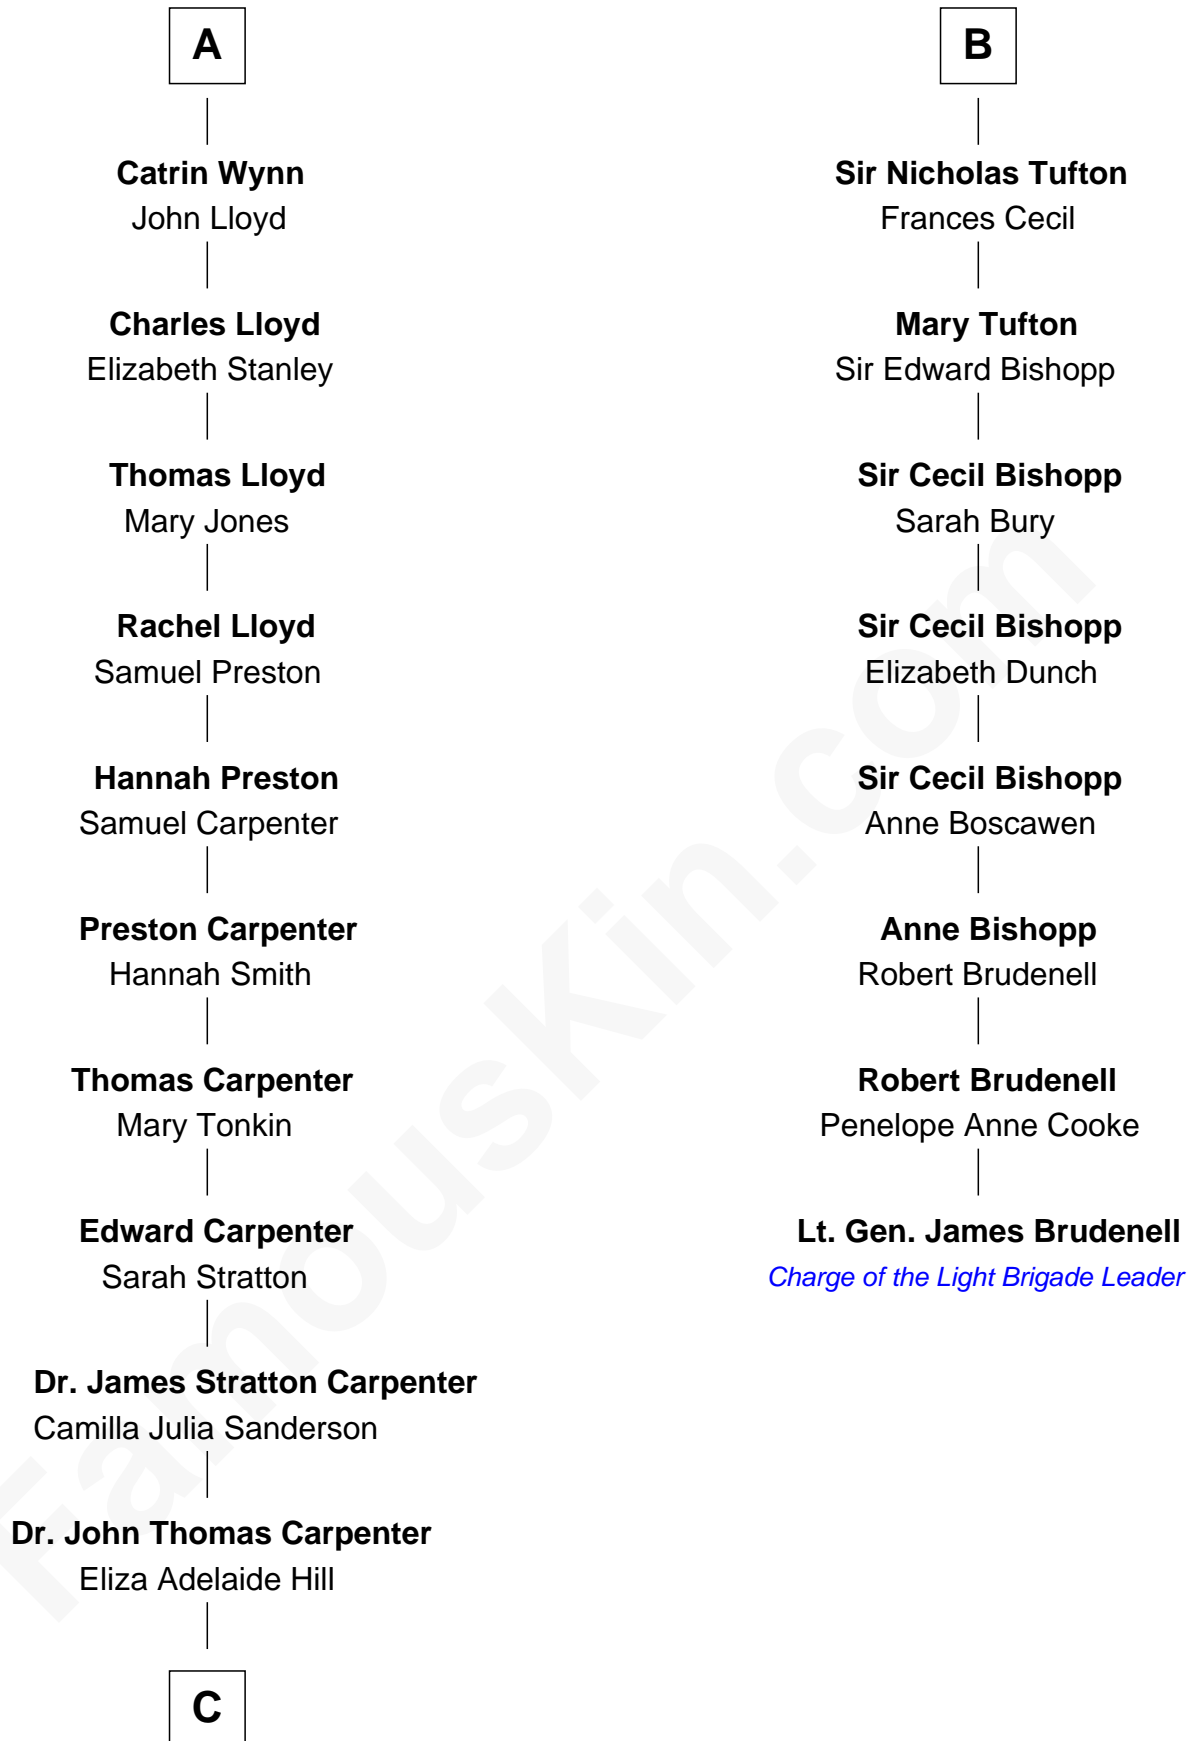 A
Catrin Wynn
John Lloyd
Charles Lloyd
Elizabeth Stanley
Thomas Lloyd
Mary Jones
Rachel Lloyd
Samuel Preston
Hannah Preston
Samuel Carpenter
Preston Carpenter
Hannah Smith
Thomas Carpenter
Mary Tonkin
Edward Carpenter
Sarah Stratton
Dr. James Stratton Carpenter
Camilla Julia Sanderson
Dr. John Thomas Carpenter
Eliza Adelaide Hill
C
B
Sir Nicholas Tufton
Frances Cecil
Mary Tufton
Sir Edward Bishopp
Sir Cecil Bishopp
Sarah Bury
Sir Cecil Bishopp
Elizabeth Dunch
Sir Cecil Bishopp
Anne Boscawen
Anne Bishopp
Robert Brudenell
Robert Brudenell
Penelope Anne Cooke
Lt. Gen. James Brudenell
Charge of the Light Brigade Leader
FamousKin.com